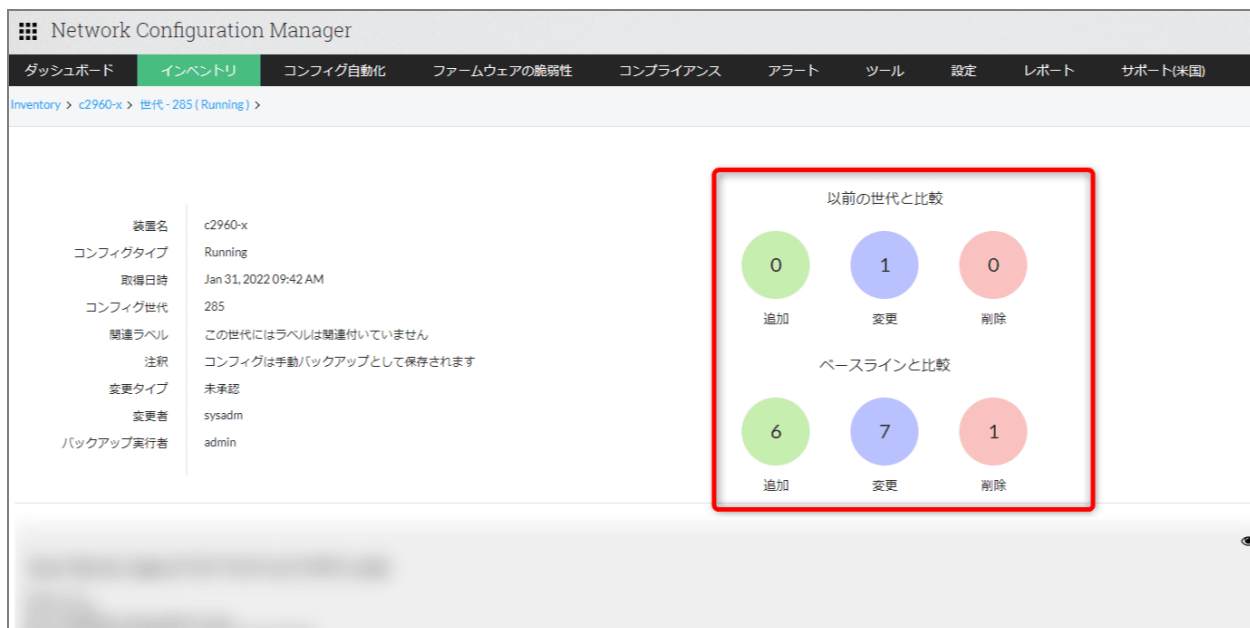 Network Configuration Manager
ダッシュボード インベントリ コンフィグ自動化 ファームウェアの脆弱性 コンプライアンス アラート ツール 設定 レポート サポート(米国)
Inventory > c2960-x > 世代 - 285 ( Running ) >
以前の世代と比較
装置名 c2960-x
コンフィグタイプ Running
取得日時 Jan 31, 2022 09:42 AM
コンフィグ世代 285
関連ラベル この世代にはラベルは関連付いていません
注釈 コンフィグは手動バックアップとして保存されます
変更タイプ 未承認
変更者 sysadm
バックアップ実行者 admin
0 1 0
追加 変更 削除
ベースラインと比較
6 7 1
追加 変更 削除